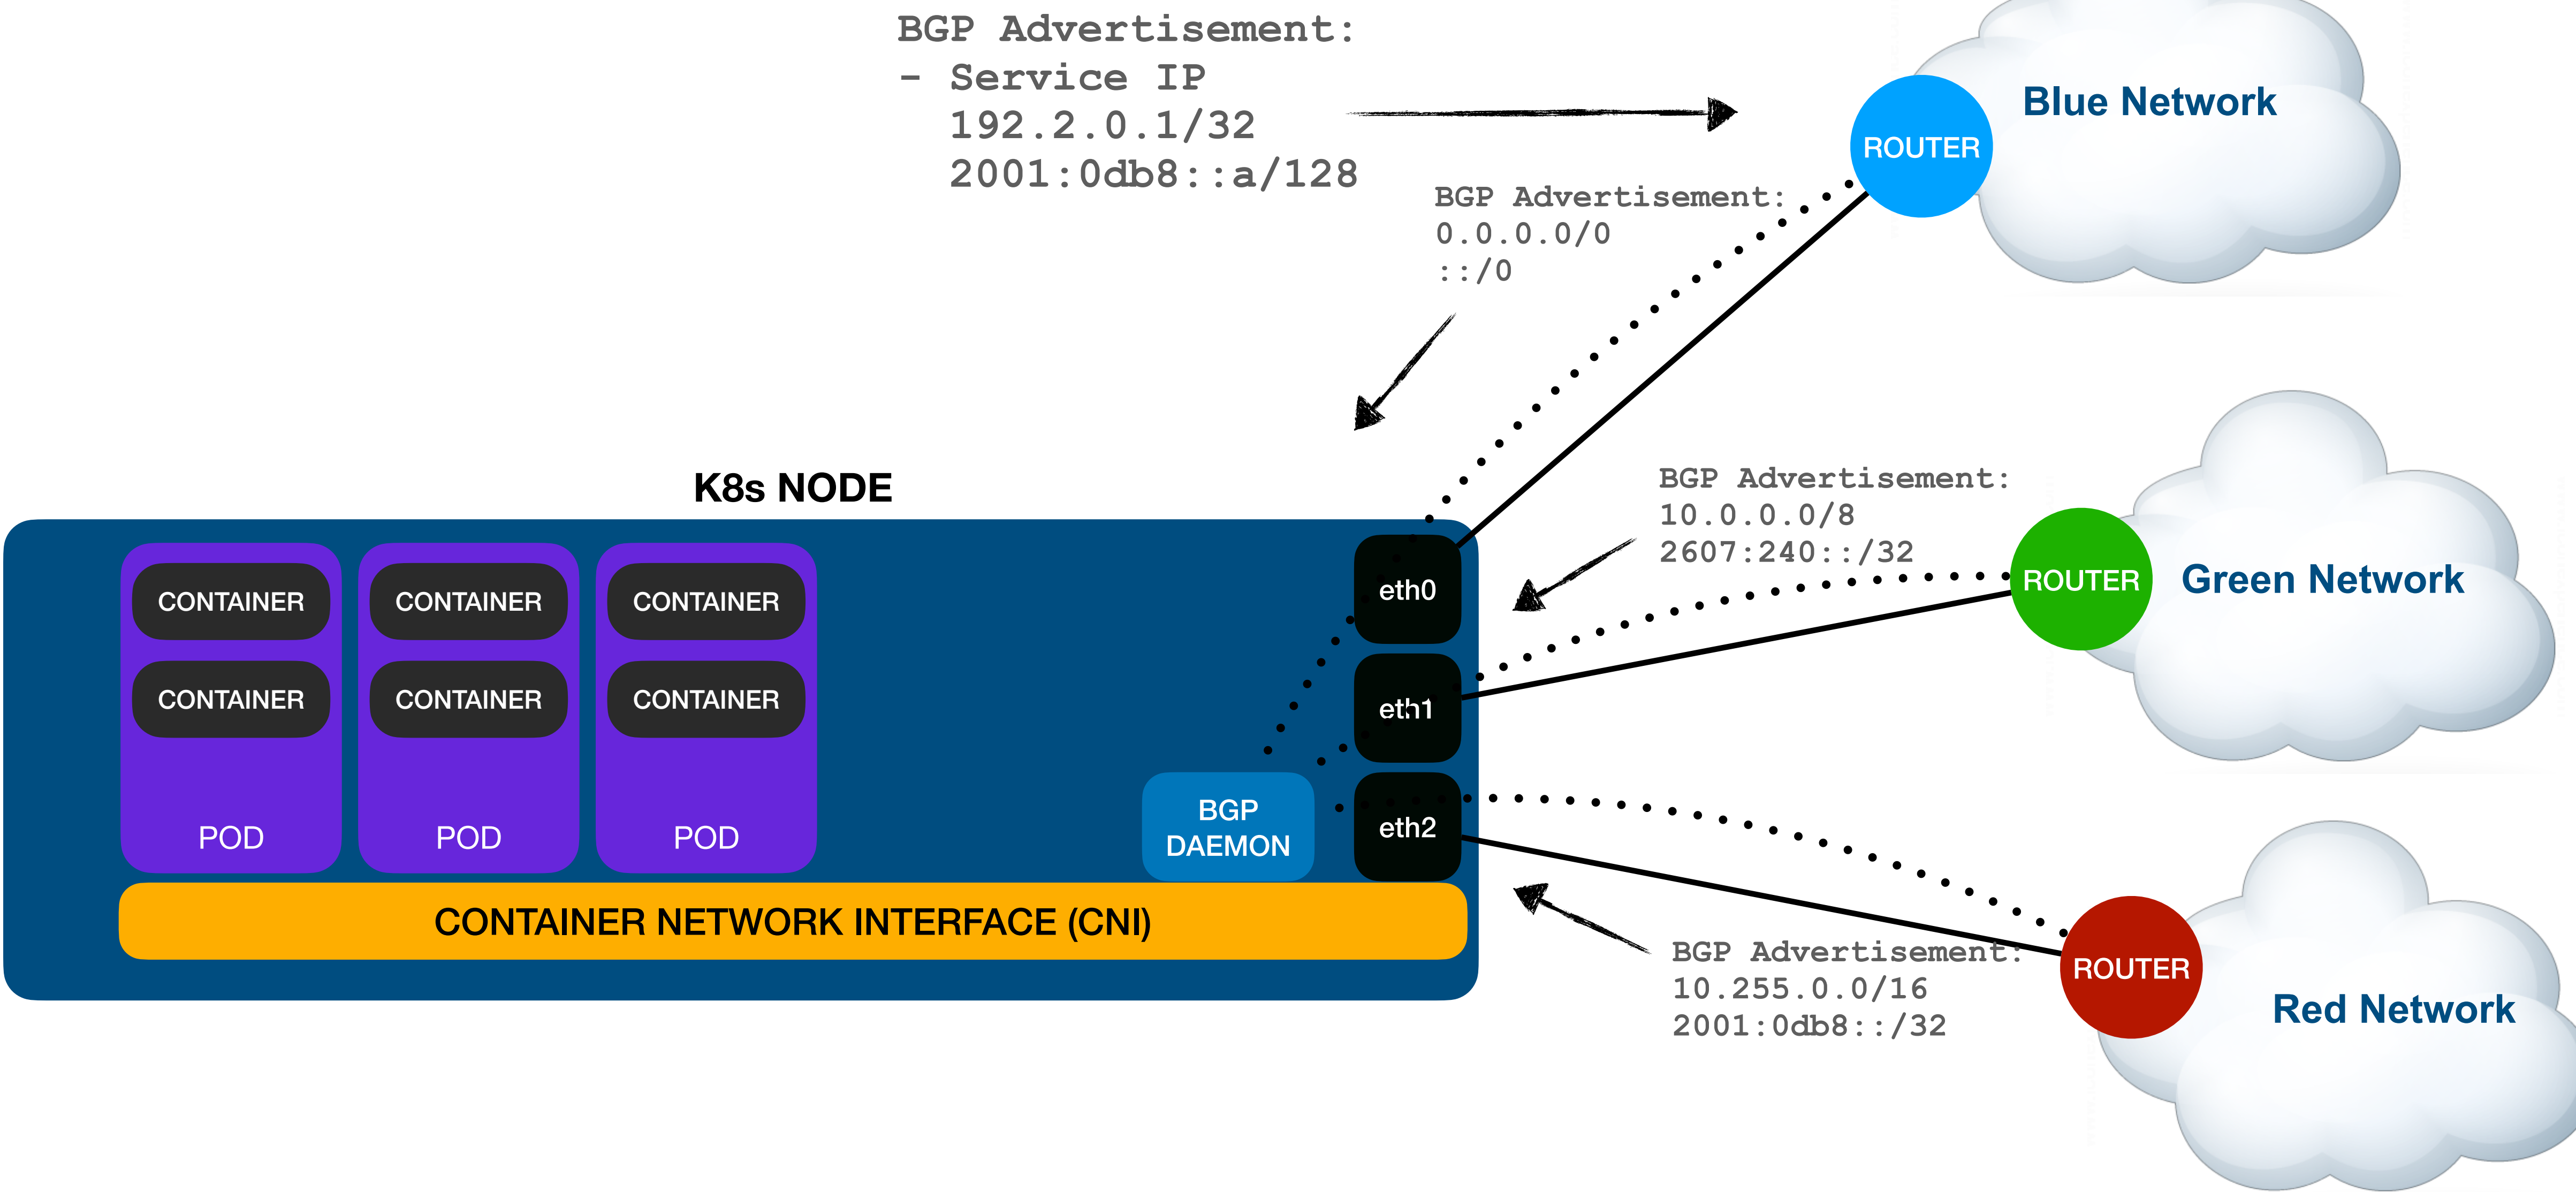 BGP Advertisement:
- Service IP
192.2.0.1/32
2001:0db8::a/128
Blue Network
ROUTER
BGP Advertisement:
0.0.0.0/0
::/0
K8s NODE
BGP Advertisement:
10.0.0.0/8
2607:240::/32
ROUTER
Green Network
CONTAINER CONTAINER CONTAINER
eth0
CONTAINER CONTAINER CONTAINER
eth1
POD POD POD
BGP
DAEMON
eth2
CONTAINER NETWORK INTERFACE (CNI)
BGP Advertisement:
10.255.0.0/16
2001:0db8::/32
ROUTER
Red Network